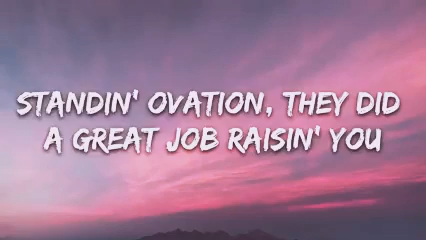 STANDIN' OVATION, THEY DID
A GREAT JOB RAISIN' YOU